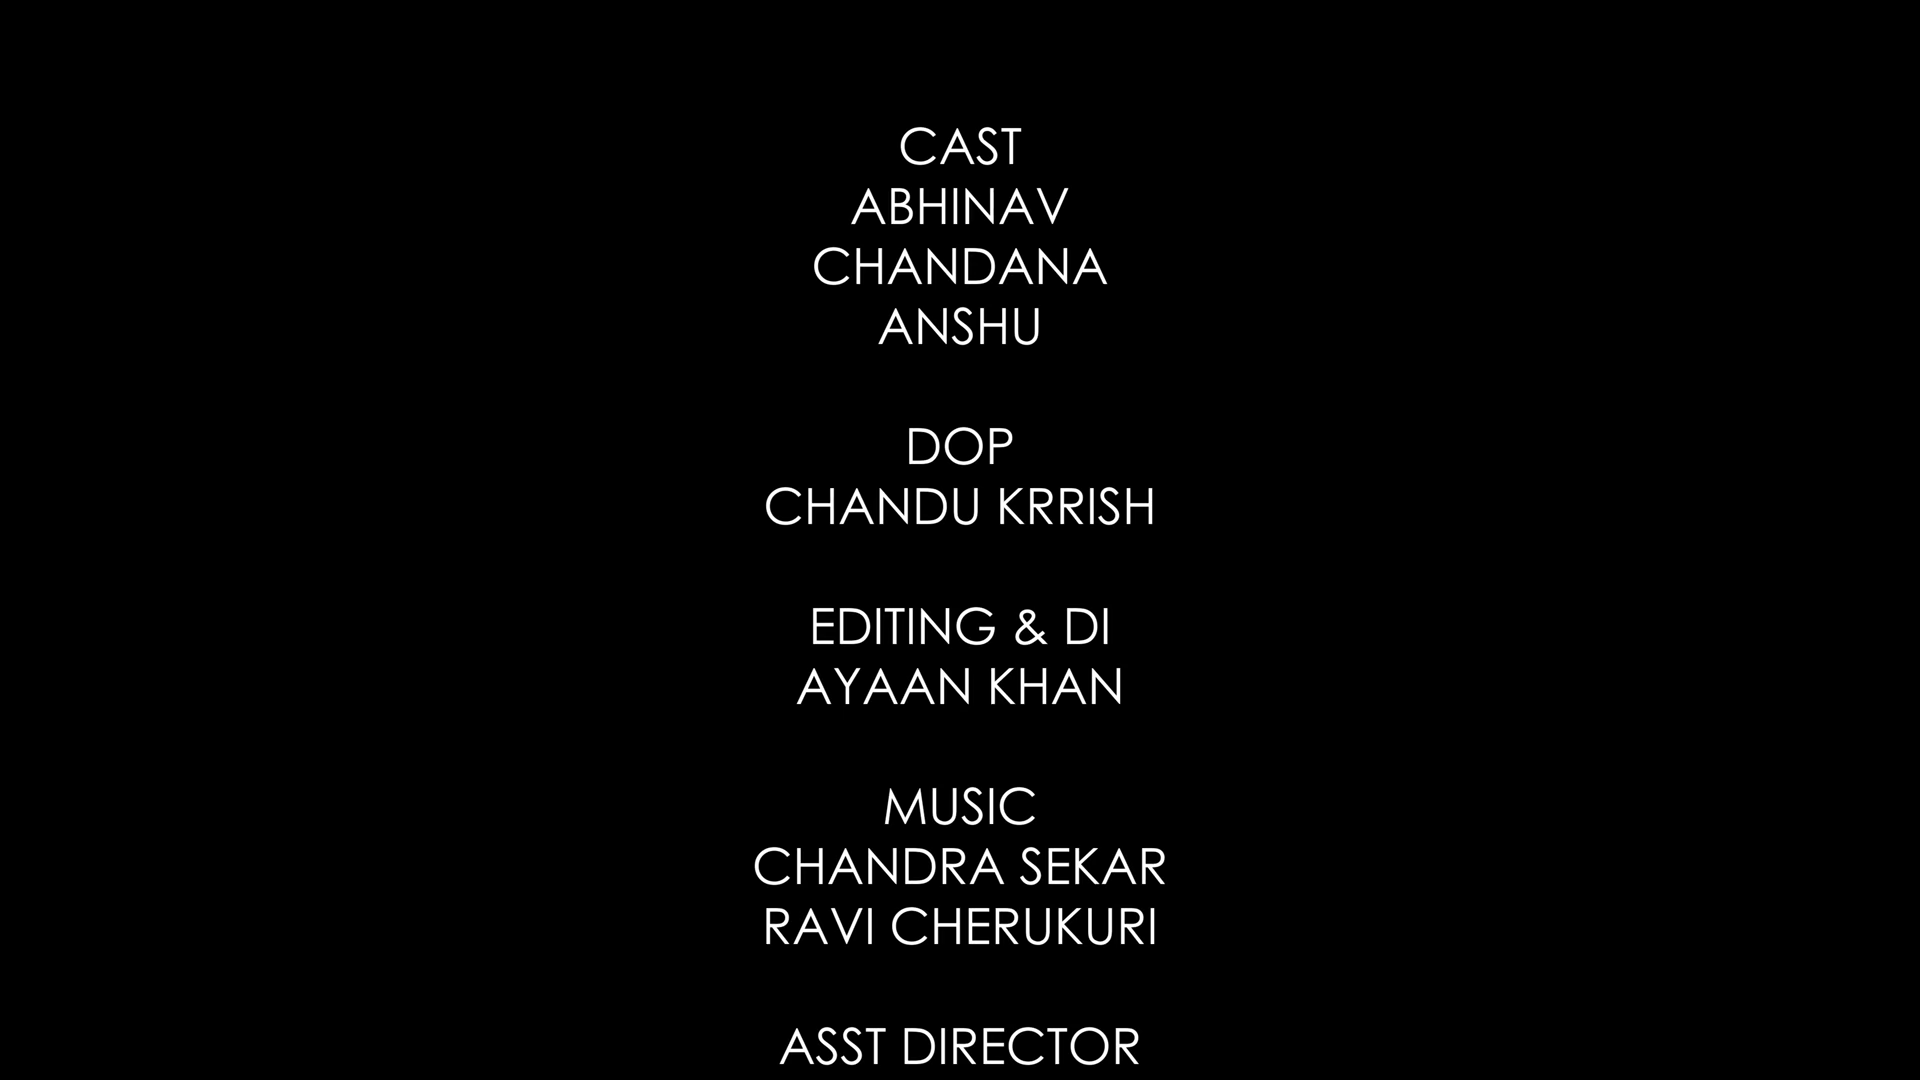 CAST
ABHINAV
CHANDANA
ANSHU
DOP
CHANDU KRRISH
EDITING & DI
AYAAN KHAN
MUSIC
CHANDRA SEKAR
RAVI CHERUKURI
ASST DIRECTOR